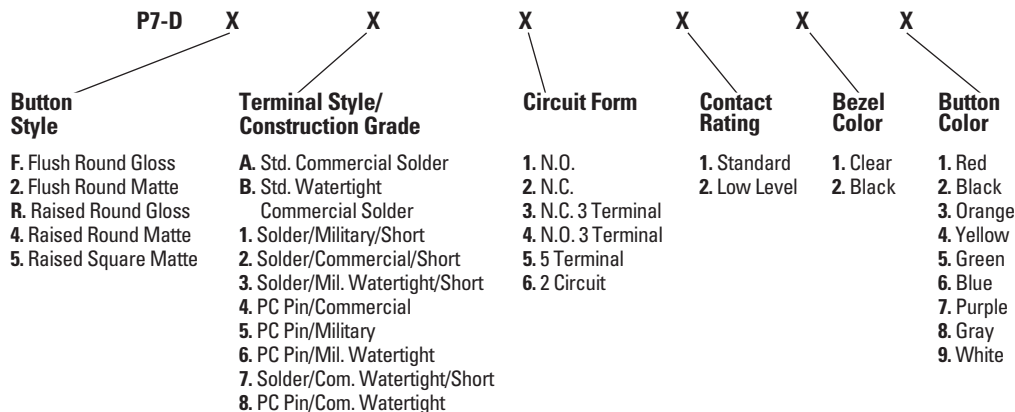 P7-D X X X X X X
Button
Style
F. Flush Round Gloss
2. Flush Round Matte
R. Raised Round Gloss
4. Raised Round Matte
5. Raised Square Matte
Terminal Style/
Construction Grade
A. Std. Commercial Solder
B. Std. Watertight
Commercial Solder
1. Solder/Military/Short
2. Solder/Commercial/Short
3. Solder/Mil. Watertight/Short
4. PC Pin/Commercial
5. PC Pin/Military
6. PC Pin/Mil. Watertight
7. Solder/Com. Watertight/Short
8. PC Pin/Com. Watertight
Circuit Form
1. N.O.
2. N.C.
3. N.C. 3 Terminal
4. N.O. 3 Terminal
5. 5 Terminal
6. 2 Circuit
Contact
Rating
1. Standard
2. Low Level
Bezel
Color
1. Clear
2. Black
Button
Color
1. Red
2. Black
3. Orange
4. Yellow
5. Green
6. Blue
7. Purple
8. Gray
9. White